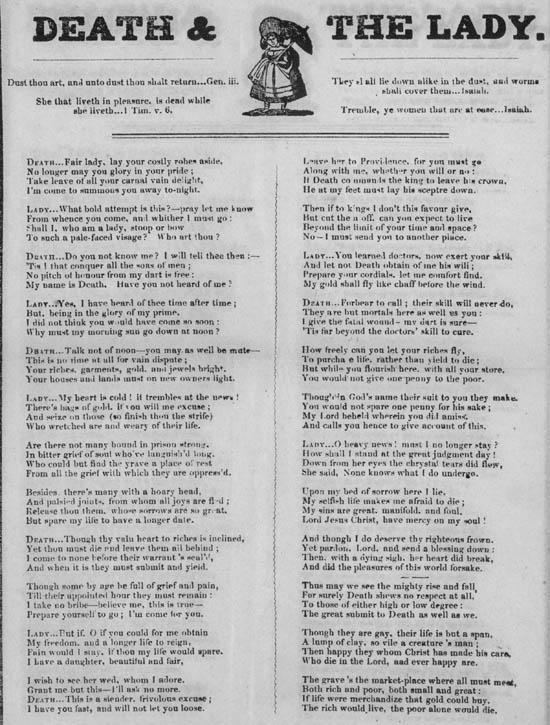 DEATH & THE LADY.
Dust thou art, and unto dust thou shalt return...Gen. iii.
She that liveth in pleasure, is dead while
she liveth...1 Tim. v. 6.
They sl all lie down alike in the dust, and worms
shall cover them...Isaiah.
Tremble, ye women that are at ease...Isaiah.
DEATH...Fair lady, lay your costly robes aside,
No longer may you glory in your pride ;
Take leave of all your carnal vain delight,
I'm come to summons you away to-night.
LADY...What bold attempt is this?—pray let me know
From whence you come, and whither I must go :
Shall I, who am a lady, stoop or bow
To such a pale-faced visage? Who art thou ?
DEATH...Do you not know me ? I will tell thee then :—
'Tis I that conquer all the sons of men ;
No pitch of honour from my dart is free :
My name is Death. Have you not heard of me ?
LADY...Yes, I have heard of thee time after time ;
But, being in the glory of my prime,
I did not think you would have come so soon :
Why must my morning sun go down at noon ?
DEATH...Talk not of noon—you may as well be mute—
This is no time at all for vain dispute ;
Your riches, garments, gold, and jewels bright,
Your houses and lands must on new owners light.
LADY...My heart is cold ! it trembles at the news !
There's bags of gold, if you will me excuse ;
And seize on those (so finish thou the strife)
Who wretched are and weary of their life.
Are there not many bound in prison strong,
In bitter grief of soul who've languish'd long,
Who could but find the grave a place of rest
From all the grief with which they are oppress'd.
Besides, there's many with a hoary head,
And palsied joints, from whom all joys are fled ;
Release thou them, whose sorrows are so great,
But spare my life to have a longer date.
DEATH...Though thy vain heart to riches is inclined,
Yet thou must die and leave them all behind ;
I come to none before their warrant's seal'd,
And when it is they must submit and yield.
Though some by age be full of grief and pain,
Till their appointed hour they must remain :
I take no bribe—believe me, this is true—
Prepare yourself to go ; I'm come for you.
LADY...But if, O if you could for me obtain
My freedom, and a longer life to reign,
Fain would I stay, if thou my life would spare.
I have a daughter, beautiful and fair,
I wish to see her wed, whom I adore.
Grant me but this—I'll ask no more.
DEATH...This is a slender, frivolous excuse ;
I have you fast, and will not let you loose.
Leave her to Providence, for you must go
Along with me, whether you will or no :
If Death commands the king to leave his crown,
He at my feet must lay his sceptre down.
Then if to kings I don't this favour give,
But cut them off, can you expect to live
Beyond the limit of your time and space ?
No—I must send you to another place.
LADY...You learned doctors, now exert your skill,
And let not Death obtain of me his will ;
Prepare your cordials, let me comfort find,
My gold shall fly like chaff before the wind.
DEATH...Forbear to call ; their skill will never do,
They are but mortals here as well us you :
I give the fatal wound—my dart is sure—
'Tis far beyond the doctors' skill to cure.
How freely can you let your riches fly,
To purchase life, rather than yield to die ;
But while you flourish here, with all your store,
You would not give one penny to the poor.
Though in God's name their suit to you they make,
You would not spare one penny for his sake ;
My Lord beheld wherein you did amiss,
And calls you hence to give account of this.
LADY...O heavy news ! must I no longer stay ?
How shall I stand at the great judgment day !
Down from her eyes the chrystal tears did flow,
She said, None knows what I do undergo.
Upon my bed of sorrow here I lie,
My selfish life makes me afraid to die ;
My sins are great, manifold, and foul,
Lord Jesus Christ, have mercy on my soul !
And though I do deserve thy righteous frown,
Yet pardon, Lord, and send a blessing down :
Then, with a dying sigh, her heart did break,
And did the pleasures of this world forsake.
Thus may we see the mighty rise and fall,
For surely Death shews no respect at all,
To those of either high or low degree :
The great submit to Death as well as we.
Though they are gay, their life is but a span,
A lump of clay, so vile a creature's man ;
Then happy they whom Christ has made his care,
Who die in the Lord, and ever happy are.
The grave's the market-place where all must meet,
Both rich and poor, both small and great :
If life were merchandize that gold could buy,
The rich would live, the poor alone would die.